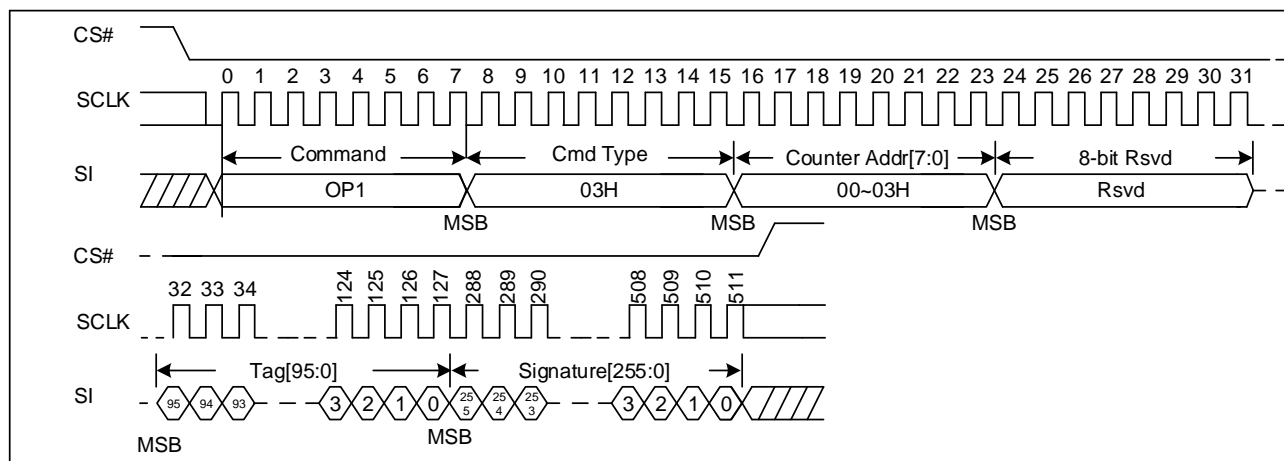 CS#
0 1 2 3 4 5 6 7 8 9 10 11 12 13 14 15 16 17 18 19 20 21 22 23 24 25 26 27 28 29 30 31
SCLK
Command Cmd Type Counter Addr[7:0] 8-bit Rsvd
SI
OP1 03H 00~03H Rsvd
MSB MSB MSB
CS#
32 33 34 124 125 126 127 288 289 290 508 509 510 511
SCLK
Tag[95:0] Signature[255:0]
SI
95 94 93 3 2 1 0 255 254 253 3 2 1 0
MSB MSB